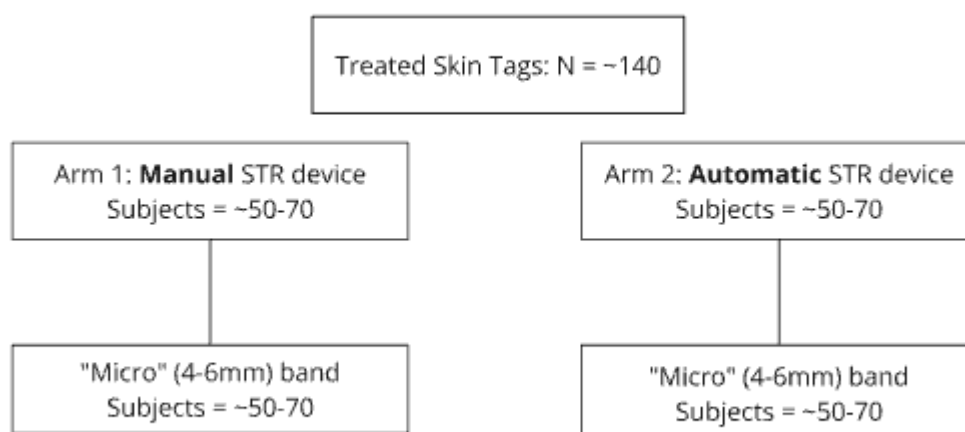 Treated Skin Tags: N = ~140
Arm 1: Manual STR device
Subjects = ~50-70
Arm 2: Automatic STR device
Subjects = ~50-70
"Micro" (4-6mm) band
Subjects = ~50-70
"Micro" (4-6mm) band
Subjects = ~50-70